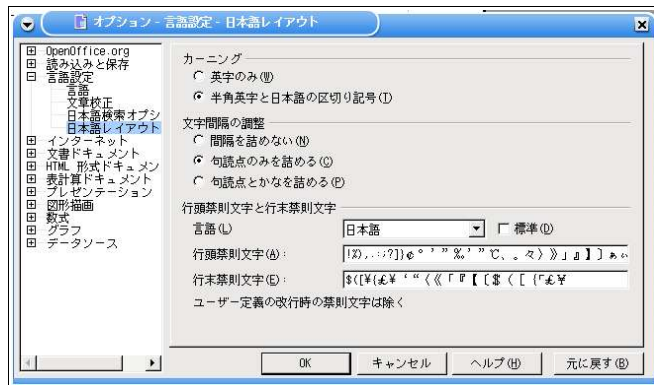 オプション - 言語設定 - 日本語レイアウト
OpenOffice.org
読み込みと保存
言語設定
言語
文章校正
日本語検索オプシ
日本語レイアウト
インターネット
文書ドキュメント
HTML 形式ドキュメン
表計算ドキュメント
プレゼンテーション
図形描画
数式
グラフ
データソース
カーニング
英字のみ(W)
半角英字と日本語の区切り記号(I)
文字間隔の調整
間隔を詰めない(N)
句読点のみを詰める(C)
句読点とかなを詰める(P)
行頭禁則文字と行末禁則文字
言語(L)
日本語
標準(D)
行頭禁則文字(A):
!%),.:;?]}¢°’”‰′″℃、。々〉》」』】〕ぁぃ
行末禁則文字(E):
$([¥{£¥‘“〈《「『【〔$([{「£¥
ユーザー定義の改行時の禁則文字は除く
OK
キャンセル
ヘルプ(H)
元に戻す(B)